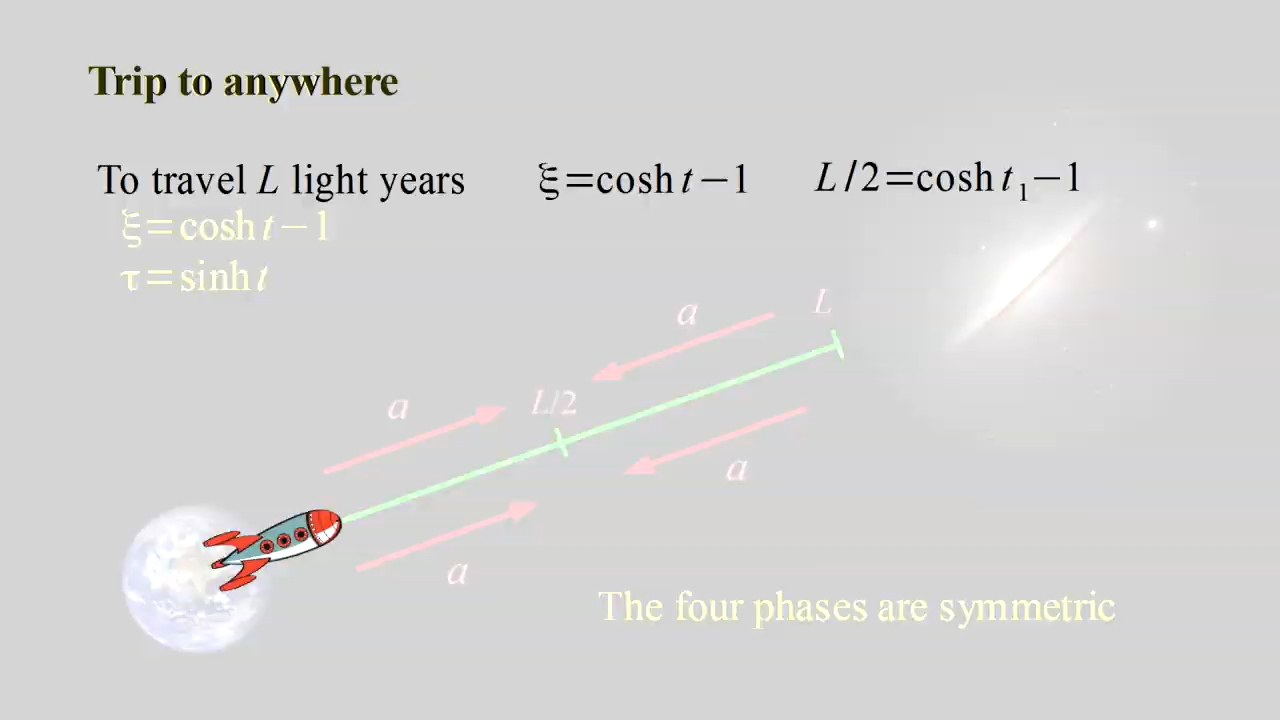 Trip to anywhere
To travel L light years ξ=cosh t−1 L/2=cosh t₁−1
ξ=cosh t−1
τ=sinh t
a
L
a
L/2
a
a
The four phases are symmetric